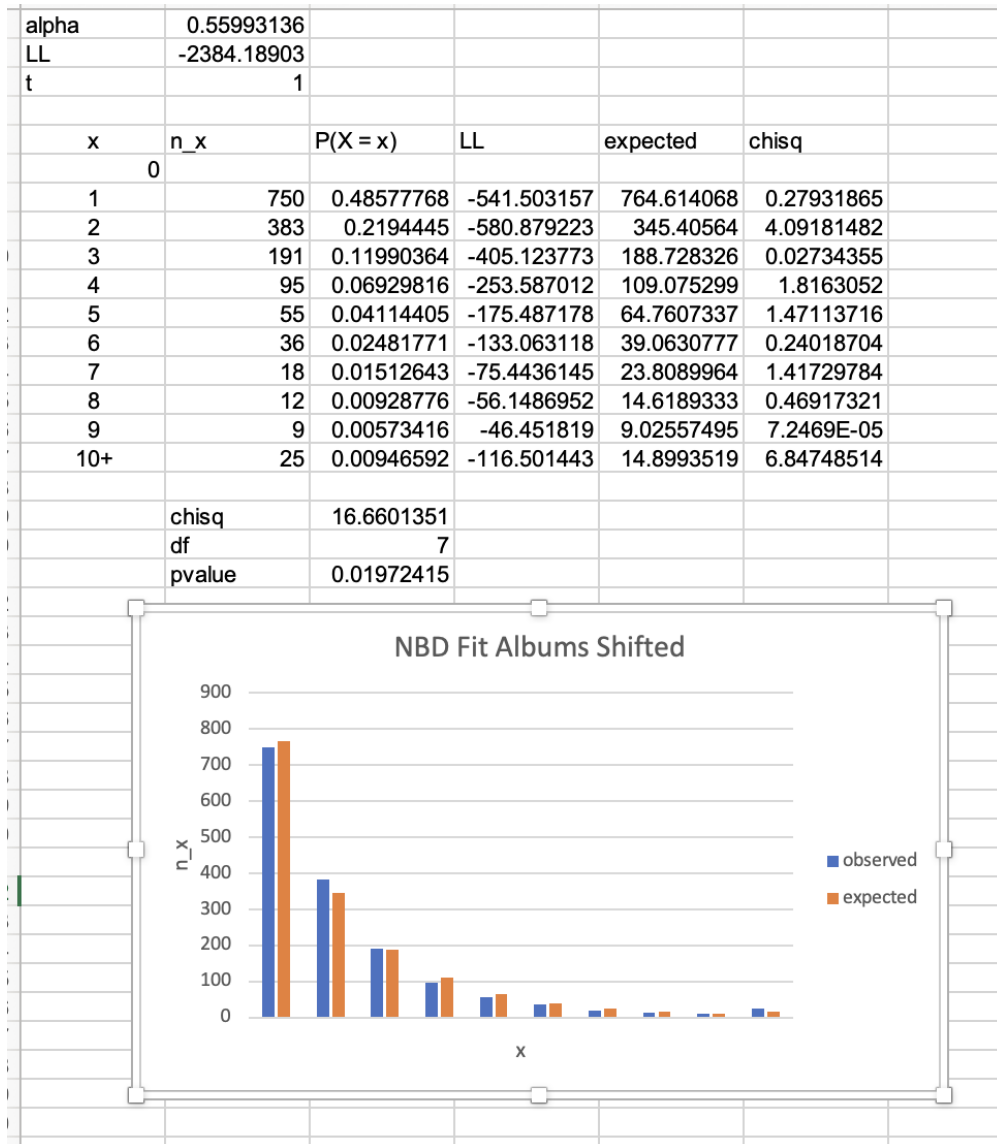 alpha 0.55993136
LL -2384.18903
t 1
x n_x P(X = x) LL expected chisq
0
1 750 0.48577768 -541.503157 764.614068 0.27931865
2 383 0.2194445 -580.879223 345.40564 4.09181482
3 191 0.11990364 -405.123773 188.728326 0.02734355
4 95 0.06929816 -253.587012 109.075299 1.8163052
5 55 0.04114405 -175.487178 64.7607337 1.47113716
6 36 0.02481771 -133.063118 39.0630777 0.24018704
7 18 0.01512643 -75.4436145 23.8089964 1.41729784
8 12 0.00928776 -56.1486952 14.6189333 0.46917321
9 9 0.00573416 -46.451819 9.02557495 7.2469E-05
10+ 25 0.00946592 -116.501443 14.8993519 6.84748514
chisq 16.6601351
df 7
pvalue 0.01972415
NBD Fit Albums Shifted
900
800
700
600
500
400
300
200
100
0
n_x
x
observed
expected